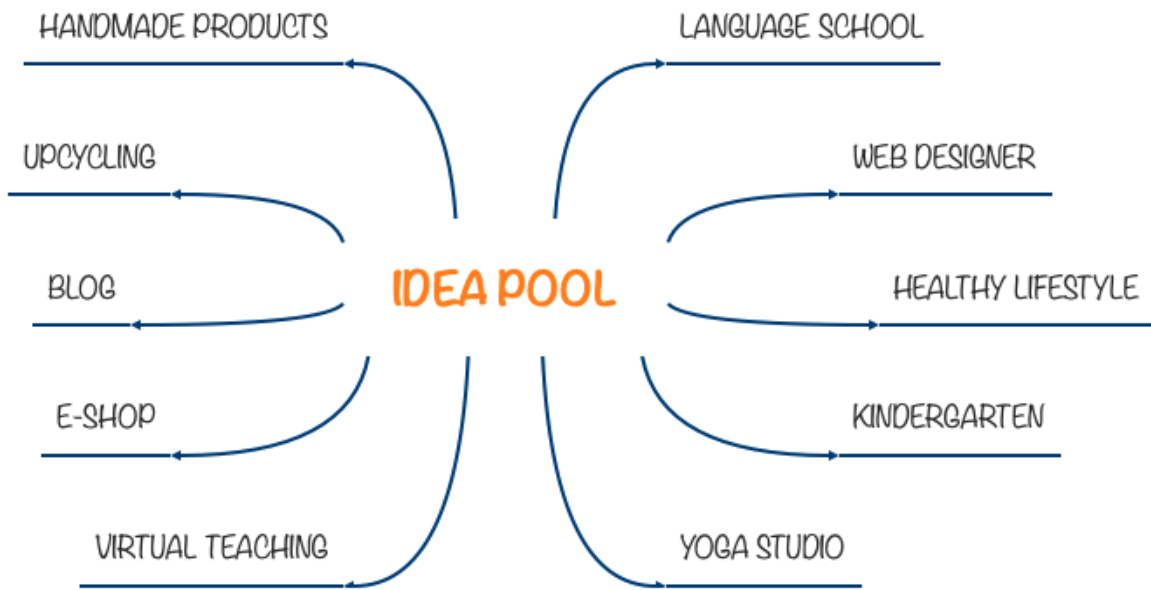 HANDMADE PRODUCTS
LANGUAGE SCHOOL
UPCYCLING
WEB DESIGNER
BLOG
IDEA POOL
HEALTHY LIFESTYLE
E-SHOP
KINDERGARTEN
VIRTUAL TEACHING
YOGA STUDIO